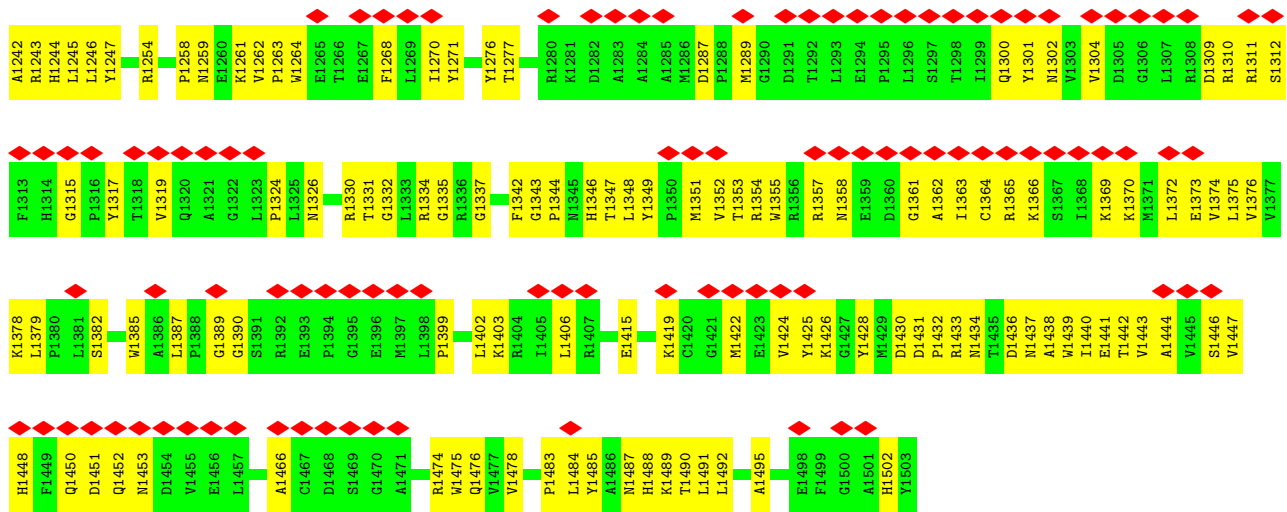 A1242 R1243 H1244 L1245 L1246 Y1247 R1254 P1258 N1259 E1260 K1261 V1262 P1263 W1264 E1265 T1266 E1267 F1268 L1269 I1270 Y1271 Y1276 T1277 R1280 K1281 D1282 A1283 A1284 A1285 M1286 D1287 P1288 M1289 G1290 D1291 T1292 L1293 E1294 P1295 L1296 S1297 T1298 I1299 Q1300 Y1301 N1302 V1303 V1304 D1305 G1306 L1307 R1308 D1309 R1310 R1311 S1312
F1313 H1314 G1315 P1316 Y1317 T1318 V1319 Q1320 A1321 G1322 L1323 P1324 L1325 N1326 R1330 T1331 G1332 L1333 R1334 G1335 R1336 G1337 F1342 G1343 P1344 N1345 H1346 T1347 L1348 Y1349 P1350 M1351 V1352 T1353 R1354 W1355 R1356 R1357 N1358 E1359 D1360 G1361 A1362 I1363 C1364 R1365 K1366 S1367 I1368 K1369 K1370 M1371 L1372 E1373 V1374 L1375 V1376 V1377
K1378 L1379 P1380 L1381 S1382 W1385 A1386 L1387 P1388 G1389 G1390 S1391 R1392 E1393 P1394 G1395 E1396 M1397 L1398 P1399 L1402 K1403 R1404 I1405 L1406 R1407 E1415 K1419 C1420 G1421 M1422 E1423 V1424 Y1425 K1426 G1427 Y1428 M1429 D1430 D1431 P1432 R1433 N1434 T1435 D1436 N1437 A1438 W1439 I1440 E1441 T1442 V1443 A1444 V1445 S1446 V1447
H1448 F1449 Q1450 D1451 Q1452 N1453 D1454 V1455 E1456 L1457 A1466 C1467 D1468 S1469 G1470 A1471 R1474 W1475 Q1476 V1477 V1478 P1483 L1484 Y1485 A1486 N1487 H1488 K1489 T1490 L1491 L1492 A1495 E1498 F1499 G1500 A1501 H1502 Y1503